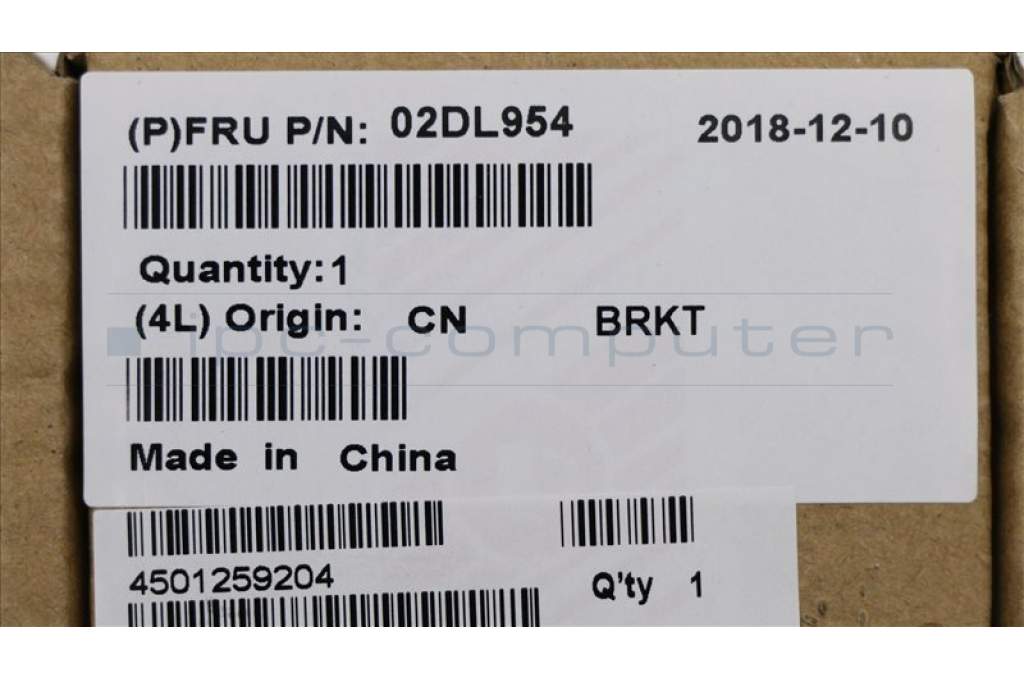 (P)FRU P/N: 02DL954 2018-12-10
Quantity: 1
(4L) Origin: CN BRKT
ipc-computer
Made in China
4501259204 Q'ty 1